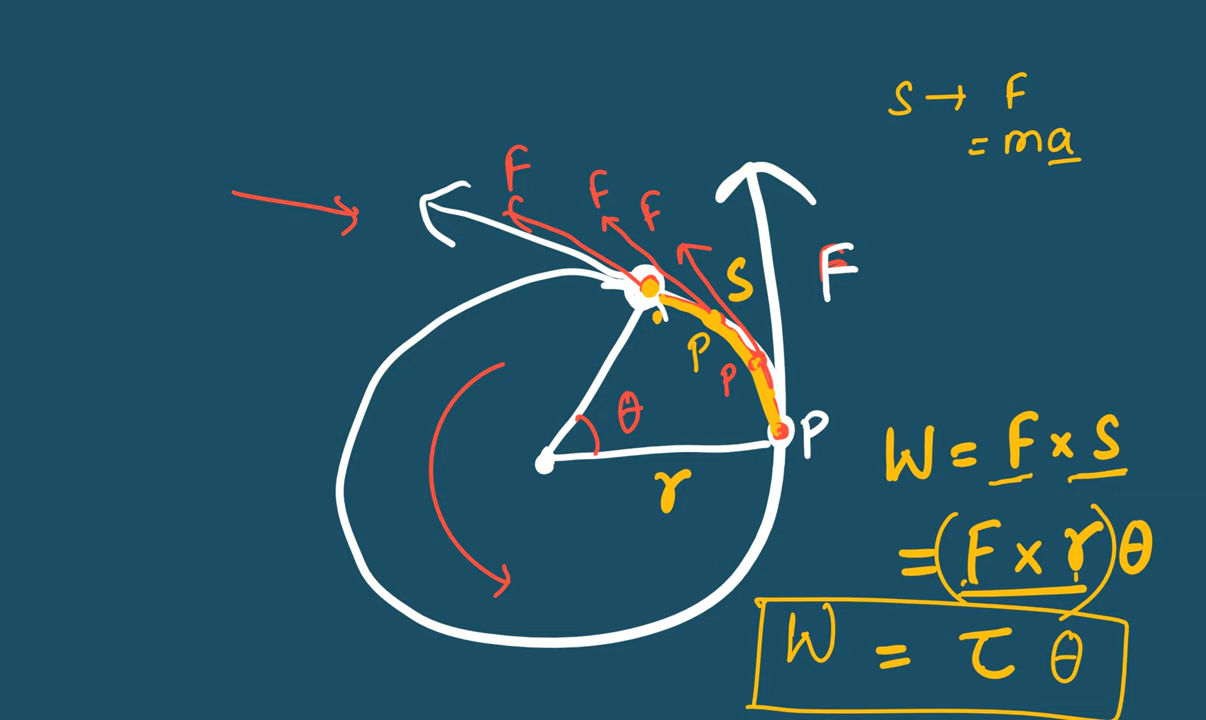 S → F
= ma
F
F
F
S
F
P
P
θ
P
r
W = F × S
= (F × r) θ
W = τ θ